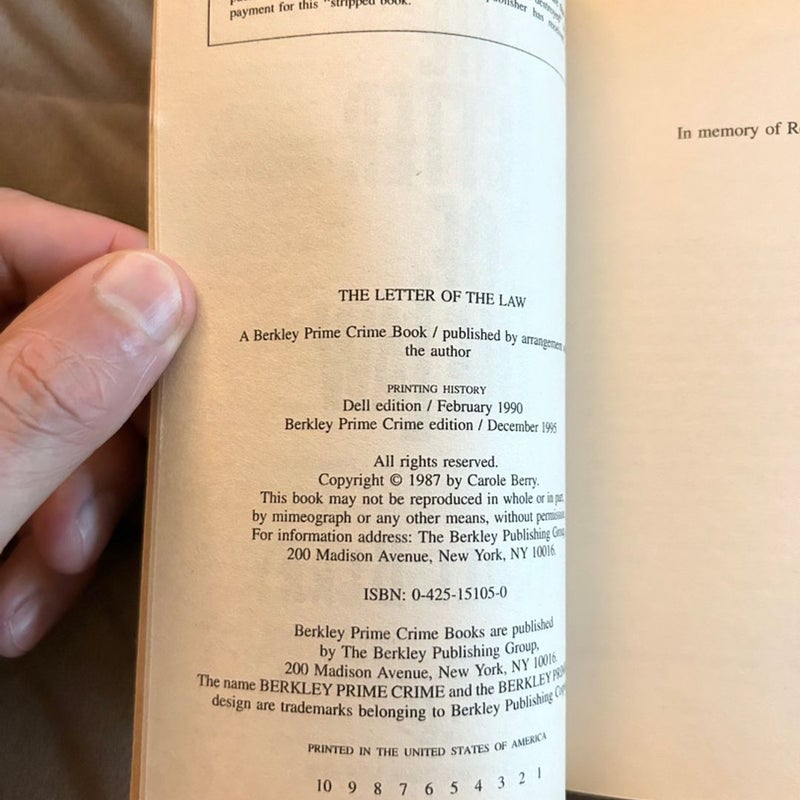 payment for this "stripped book."
THE LETTER OF THE LAW
A Berkley Prime Crime Book / published by arrangement
the author
PRINTING HISTORY
Dell edition / February 1990
Berkley Prime Crime edition / December 1995
All rights reserved.
Copyright © 1987 by Carole Berry.
This book may not be reproduced in whole or in part,
by mimeograph or any other means, without permission.
For information address: The Berkley Publishing Group,
200 Madison Avenue, New York, NY 10016.
ISBN: 0-425-15105-0
Berkley Prime Crime Books are published
by The Berkley Publishing Group,
200 Madison Avenue, New York, NY 10016.
The name BERKLEY PRIME CRIME and the BERKLEY PRIME
design are trademarks belonging to Berkley Publishing
PRINTED IN THE UNITED STATES OF AMERICA
10 9 8 7 6 5 4 3 2 1
In memory of